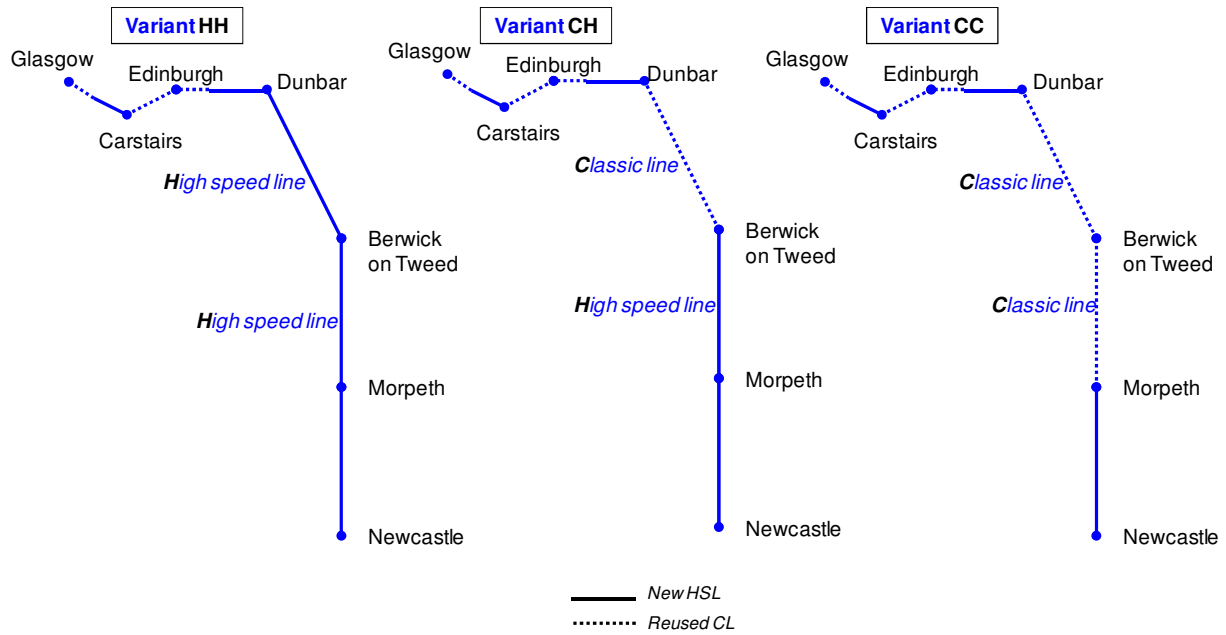 Variant HH
Glasgow
Edinburgh
Dunbar
Carstairs
High speed line
Berwick
on Tweed
High speed line
Morpeth
Newcastle
Variant CH
Glasgow
Edinburgh
Dunbar
Carstairs
Classic line
Berwick
on Tweed
High speed line
Morpeth
Newcastle
Variant CC
Glasgow
Edinburgh
Dunbar
Carstairs
Classic line
Berwick
on Tweed
Classic line
Morpeth
Newcastle
New HSL
Reused CL